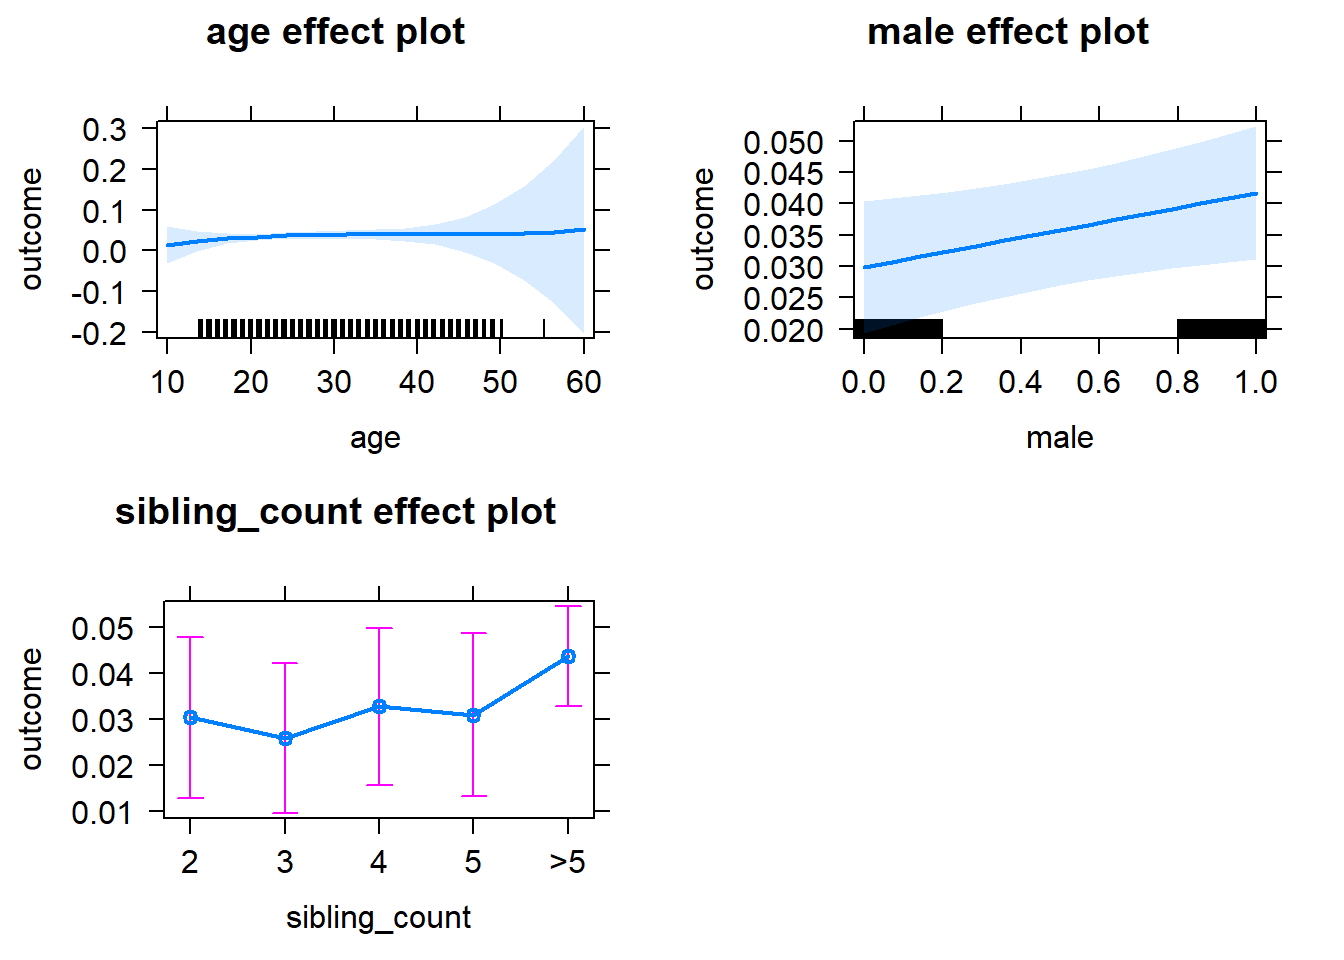 age effect plot
outcome
0.3
0.2
0.1
0.0
-0.1
-0.2
10 20 30 40 50 60
age
male effect plot
outcome
0.050
0.045
0.040
0.035
0.030
0.025
0.020
0.0 0.2 0.4 0.6 0.8 1.0
male
sibling_count effect plot
outcome
0.05
0.04
0.03
0.02
0.01
2 3 4 5 >5
sibling_count